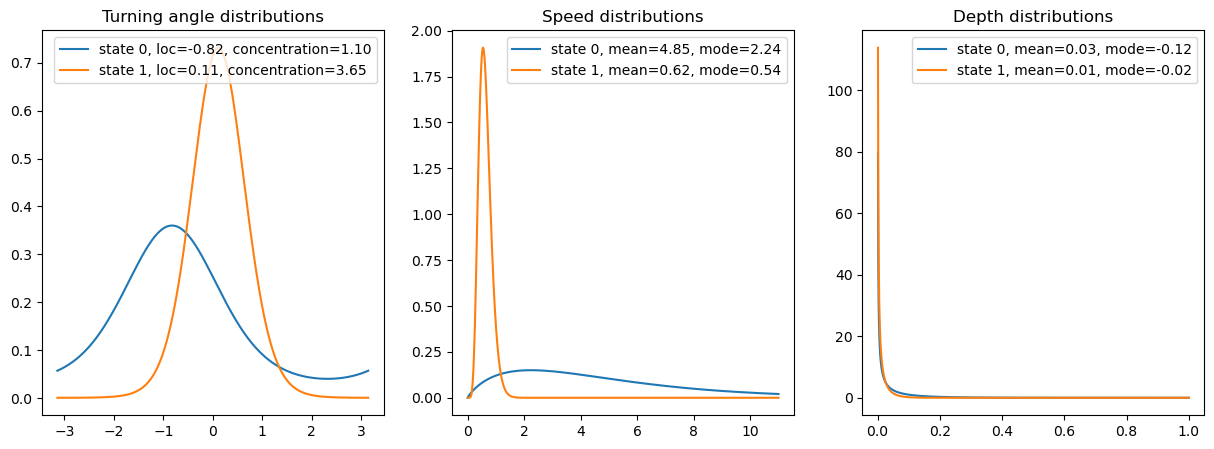 Turning angle distributions
state 0, loc=-0.82, concentration=1.10
state 1, loc=0.11, concentration=3.65
0.7
0.6
0.5
0.4
0.3
0.2
0.1
0.0
−3 −2 −1 0 1 2 3
Speed distributions
state 0, mean=4.85, mode=2.24
state 1, mean=0.62, mode=0.54
2.00
1.75
1.50
1.25
1.00
0.75
0.50
0.25
0.00
0 2 4 6 8 10
Depth distributions
state 0, mean=0.03, mode=-0.12
state 1, mean=0.01, mode=-0.02
100
80
60
40
20
0
0.0 0.2 0.4 0.6 0.8 1.0